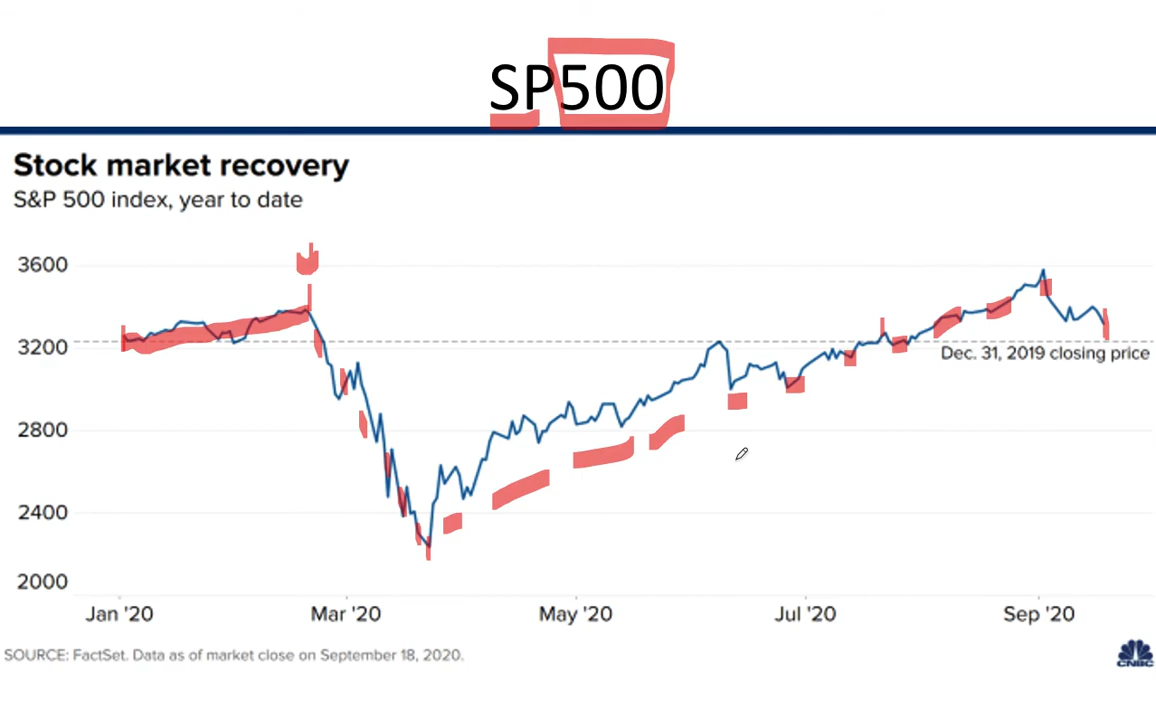 SP500
Stock market recovery
S&P 500 index, year to date
3600
3200
Dec. 31, 2019 closing price
2800
2400
2000
Jan '20 Mar '20 May '20 Jul '20 Sep '20
SOURCE: FactSet. Data as of market close on September 18, 2020.
CNBC